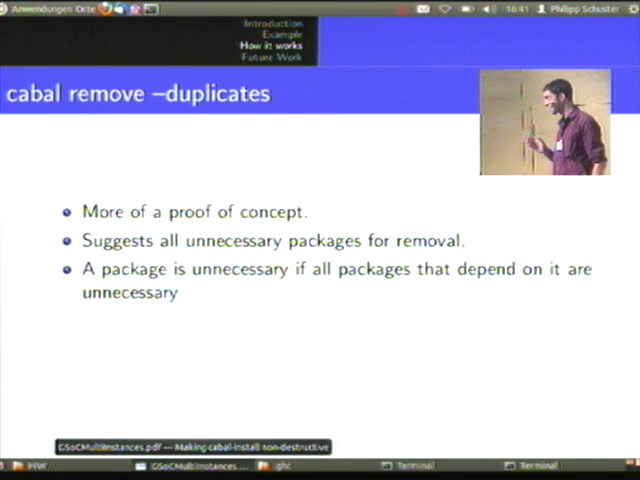 Anwendungen Orte
16:41
Philipp Schuster
Introduction
Example
How it works
Future Work
cabal remove –duplicates
More of a proof of concept.
Suggests all unnecessary packages for removal.
A package is unnecessary if all packages that depend on it are
unnecessary
GSoCMultiInstances.pdf — Making cabal-install non-destructive
HIW
GSoCMultiInstances....
.ghc
Terminal
Terminal